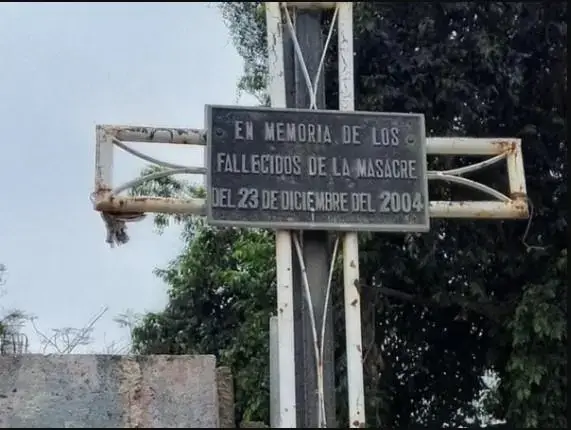 EN MEMORIA DE LOS
FALLECIDOS DE LA MASACRE
DEL 23 DE DICIEMBRE DEL 2004